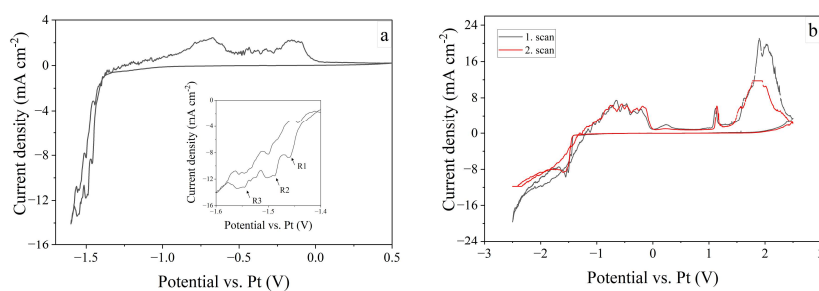 a
Current density (mA cm⁻²)
4
0
−4
−8
−12
−16
−1.5
−1.0
−0.5
0.0
0.5
Potential vs. Pt (V)
Current density (mA cm⁻²)
0
−4
−8
−12
−16
−1.6
−1.5
−1.4
Potential vs. Pt (V)
R1
R2
R3
b
1. scan
2. scan
Current density (mA cm⁻²)
24
16
8
0
−8
−16
−24
−3
−2
−1
0
1
2
3
Potential vs. Pt (V)